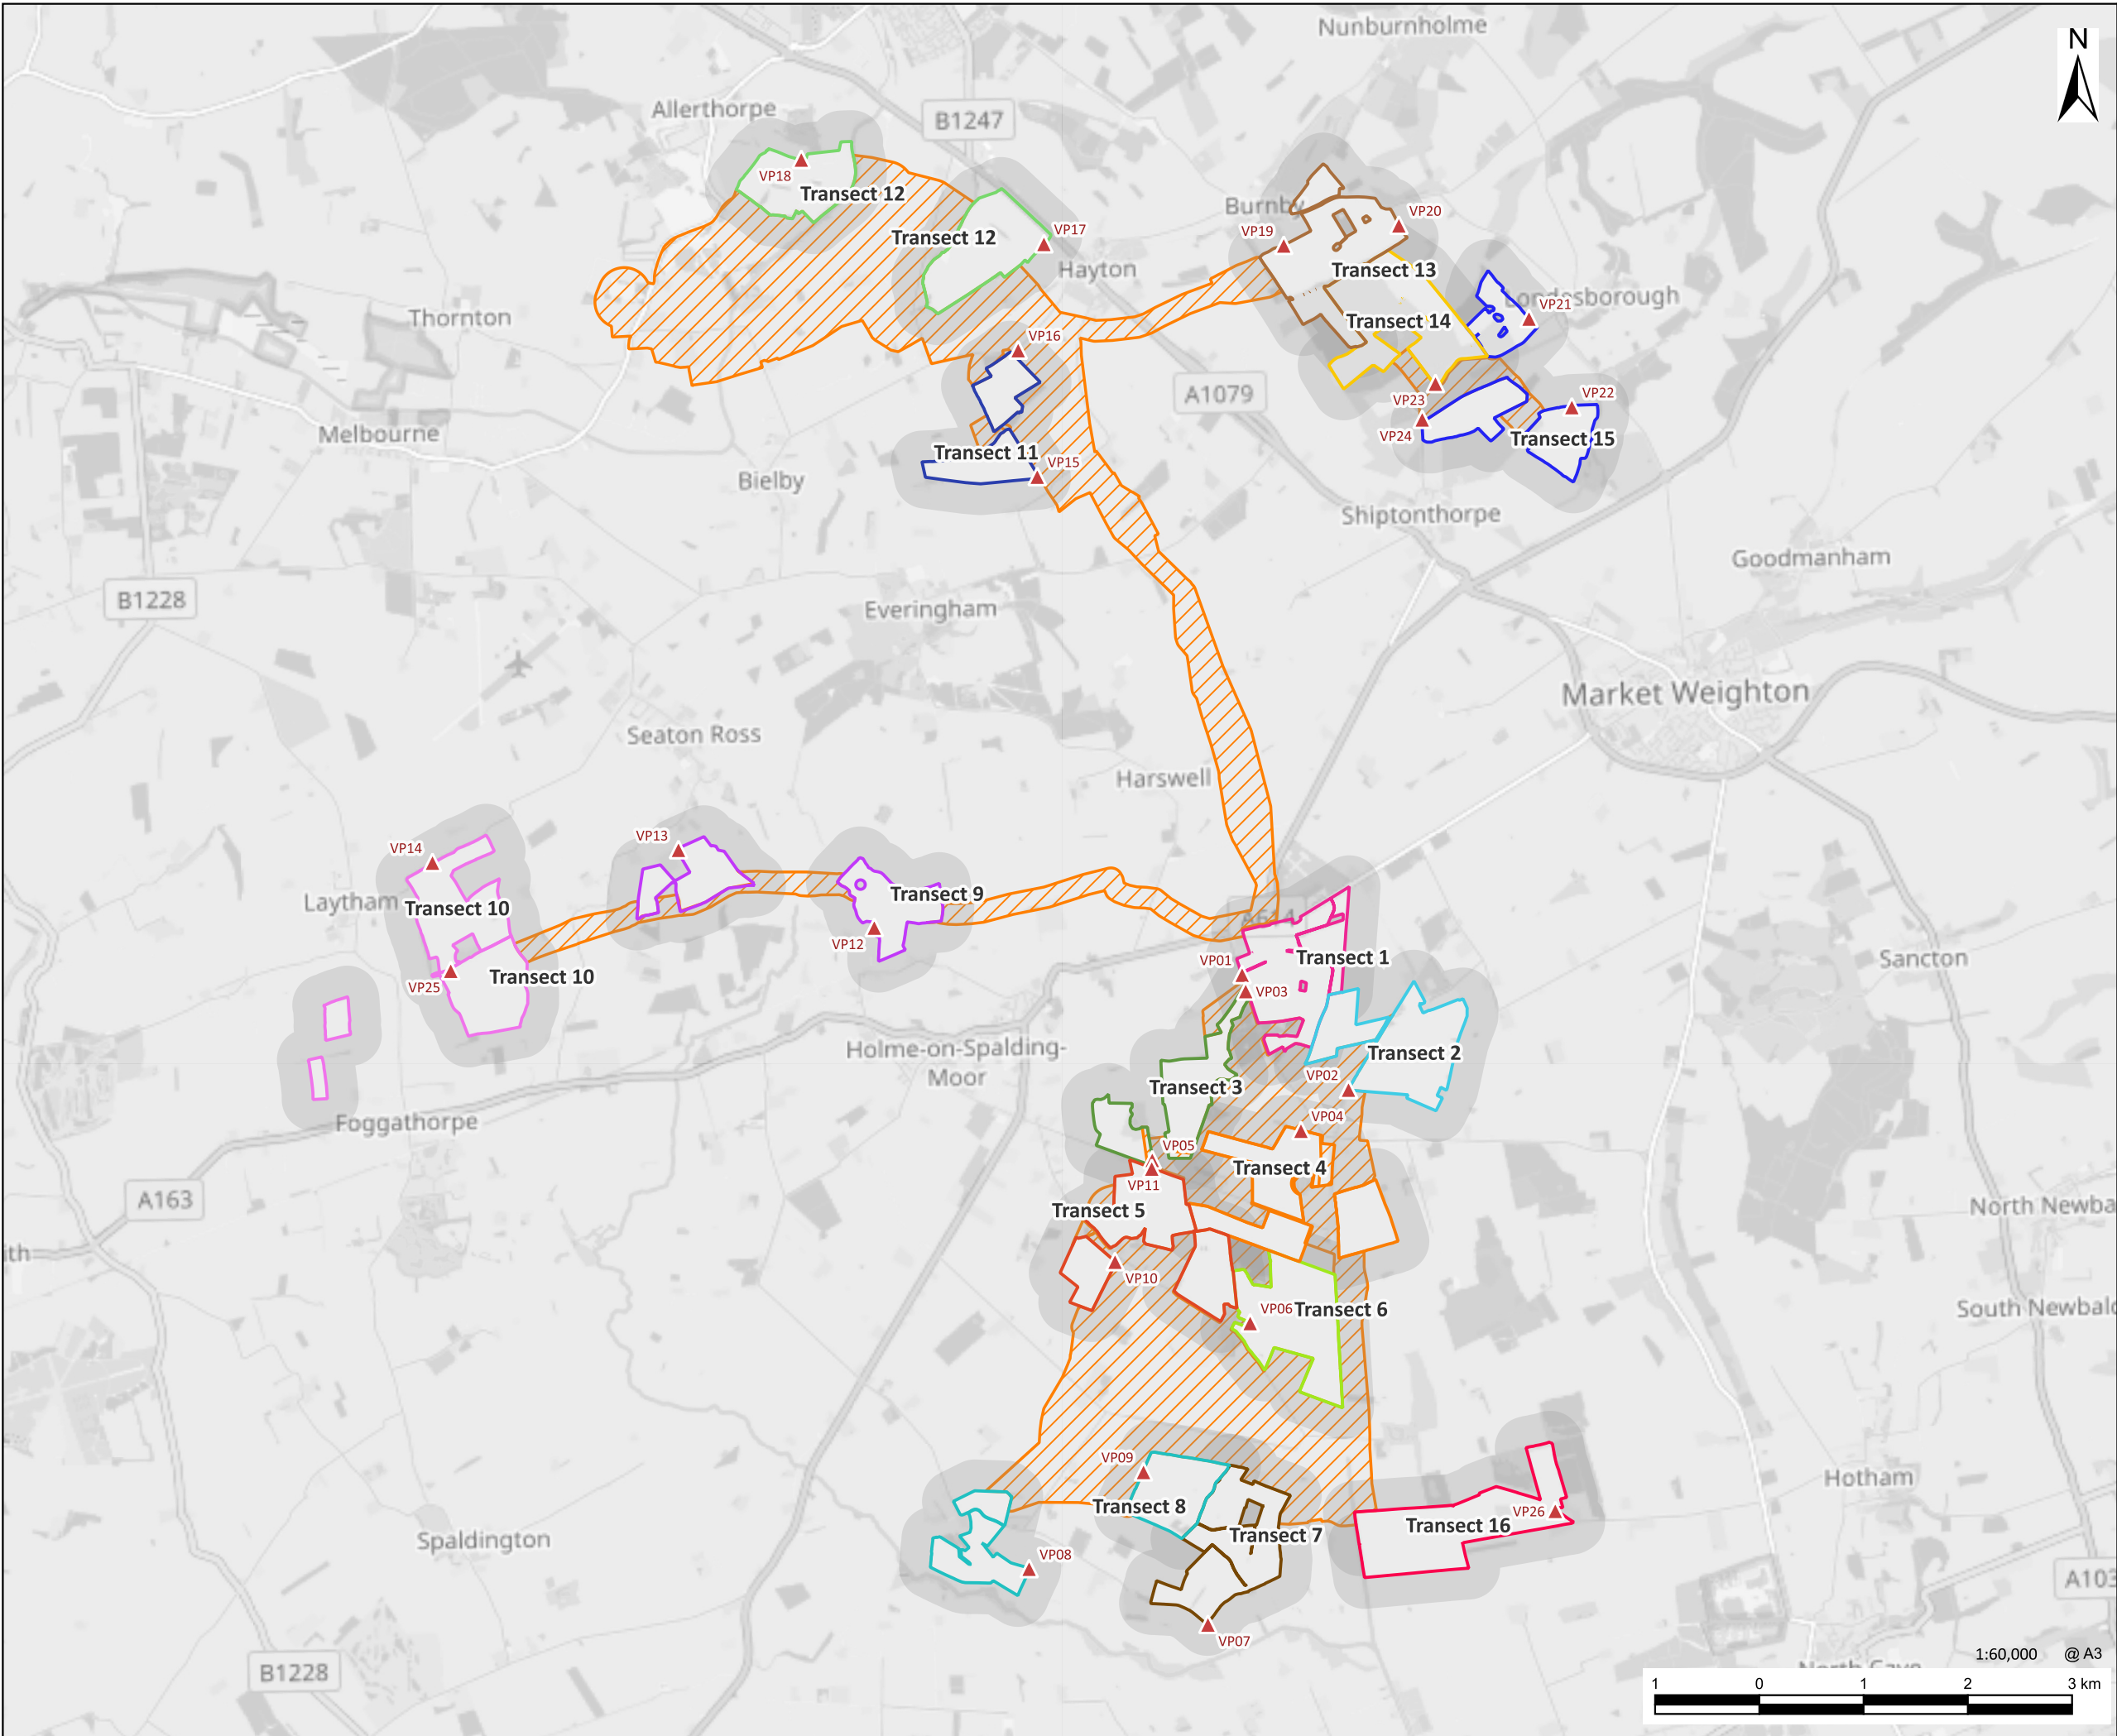 Nunburnholme
N
Allerthorpe
B1247
VP18
Transect 12
Burnby
VP20
VP19
VP17
Transect 12
Hayton
Transect 13
Londesborough
VP21
Thornton
Transect 14
VP16
A1079
VP23
VP22
Melbourne
VP24
Transect 15
Transect 11
VP15
Bielby
Shiptonthorpe
Goodmanham
B1228
Everingham
Market Weighton
Seaton Ross
Harswell
VP13
VP14
Transect 9
Laytham
Transect 10
A614
VP12
Transect 1
Sancton
VP01
Transect 10
VP25
VP03
Holme-on-Spalding-
Moor
Transect 2
VP02
Transect 3
VP04
Foggathorpe
VP05
Transect 4
VP11
A163
North Newba
Transect 5
ith
VP10
VP06
Transect 6
South Newbald
VP09
Hotham
Transect 8
VP26
Transect 16
Transect 7
Spaldington
VP08
A103
VP07
North Cave
B1228
1:60,000 @ A3
1 0 1 2 3 km